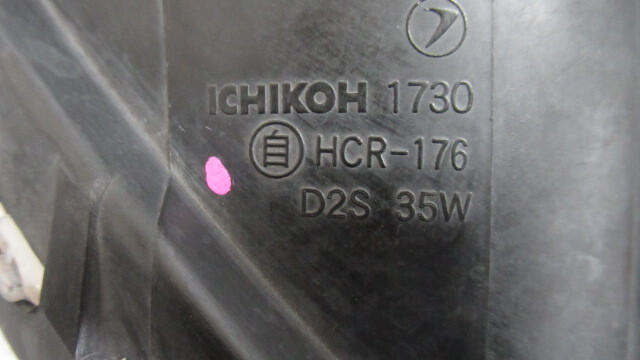 ICHIKOH 1730
自 HCR-176
D2S 35W